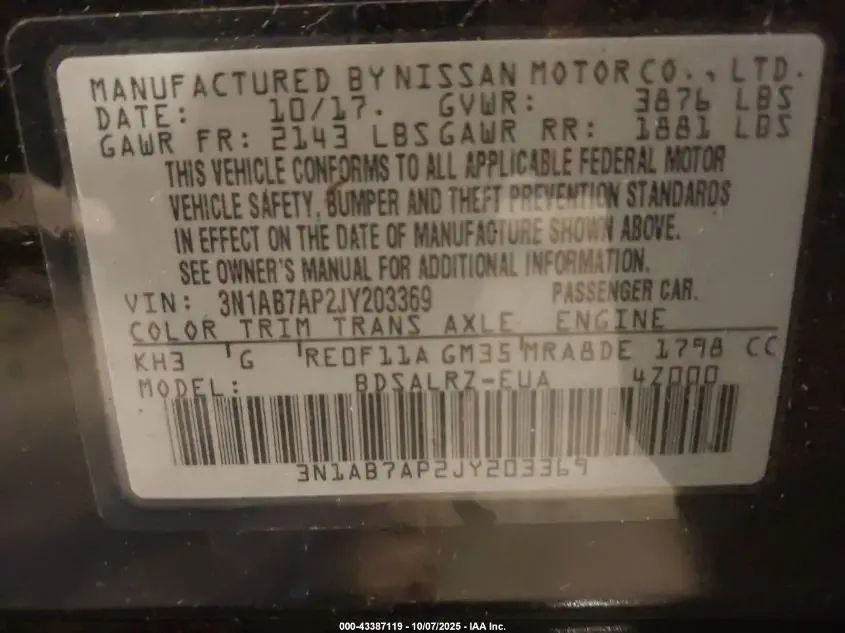 MANUFACTURED BY NISSAN MOTOR CO., LTD.
DATE: 10/17. GVWR: 3876 LBS
GAWR FR: 2143 LBS GAWR RR: 1881 LBS
THIS VEHICLE CONFORMS TO ALL APPLICABLE FEDERAL MOTOR
VEHICLE SAFETY, BUMPER AND THEFT PREVENTION STANDARDS
IN EFFECT ON THE DATE OF MANUFACTURE SHOWN ABOVE.
SEE OWNER'S MANUAL FOR ADDITIONAL INFORMATION.
VIN: 3N1AB7AP2JY203369 PASSENGER CAR.
COLOR TRIM TRANS AXLE ENGINE
KH3 'G 'RE0F11A GM35'MRA8DE 1798 CC
MODEL: BDSALRZ-EUA 4Z000
3N1AB7AP2JY203369
000-43387119 - 10/07/2025 - IAA Inc.